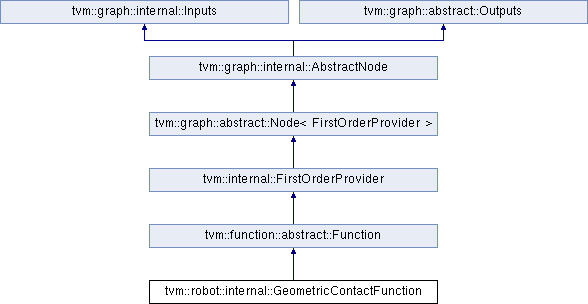 tvm::graph::internal::Inputs
tvm::graph::abstract::Outputs
tvm::graph::internal::AbstractNode
tvm::graph::abstract::Node< FirstOrderProvider >
tvm::internal::FirstOrderProvider
tvm::function::abstract::Function
tvm::robot::internal::GeometricContactFunction